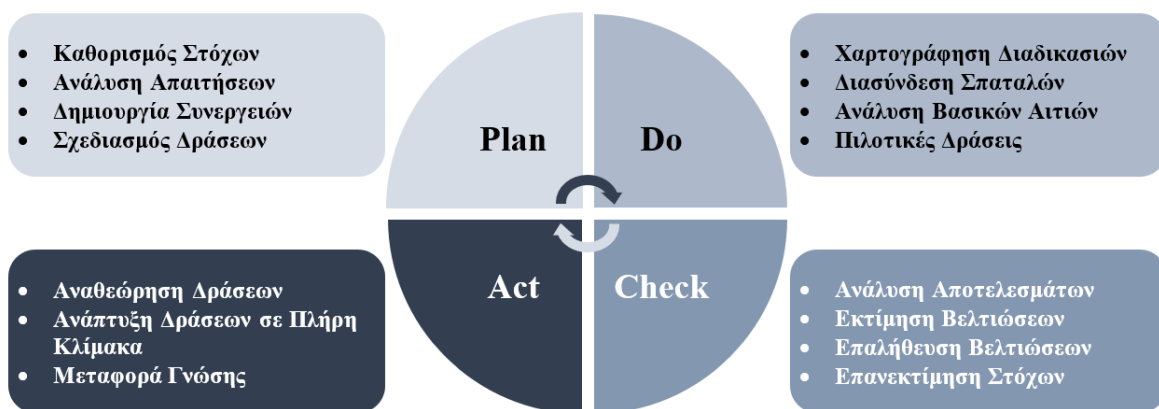 • Καθορισμός Στόχων
• Ανάλυση Απαιτήσεων
• Δημιουργία Συνεργειών
• Σχεδιασμός Δράσεων
Plan
Do
• Χαρτογράφηση Διαδικασιών
• Διασύνδεση Σπαταλών
• Ανάλυση Βασικών Αιτιών
• Πιλοτικές Δράσεις
• Αναθεώρηση Δράσεων
• Ανάπτυξη Δράσεων σε Πλήρη
Κλίμακα
• Μεταφορά Γνώσης
Act
Check
• Ανάλυση Αποτελεσμάτων
• Εκτίμηση Βελτιώσεων
• Επαλήθευση Βελτιώσεων
• Επανεκτίμηση Στόχων